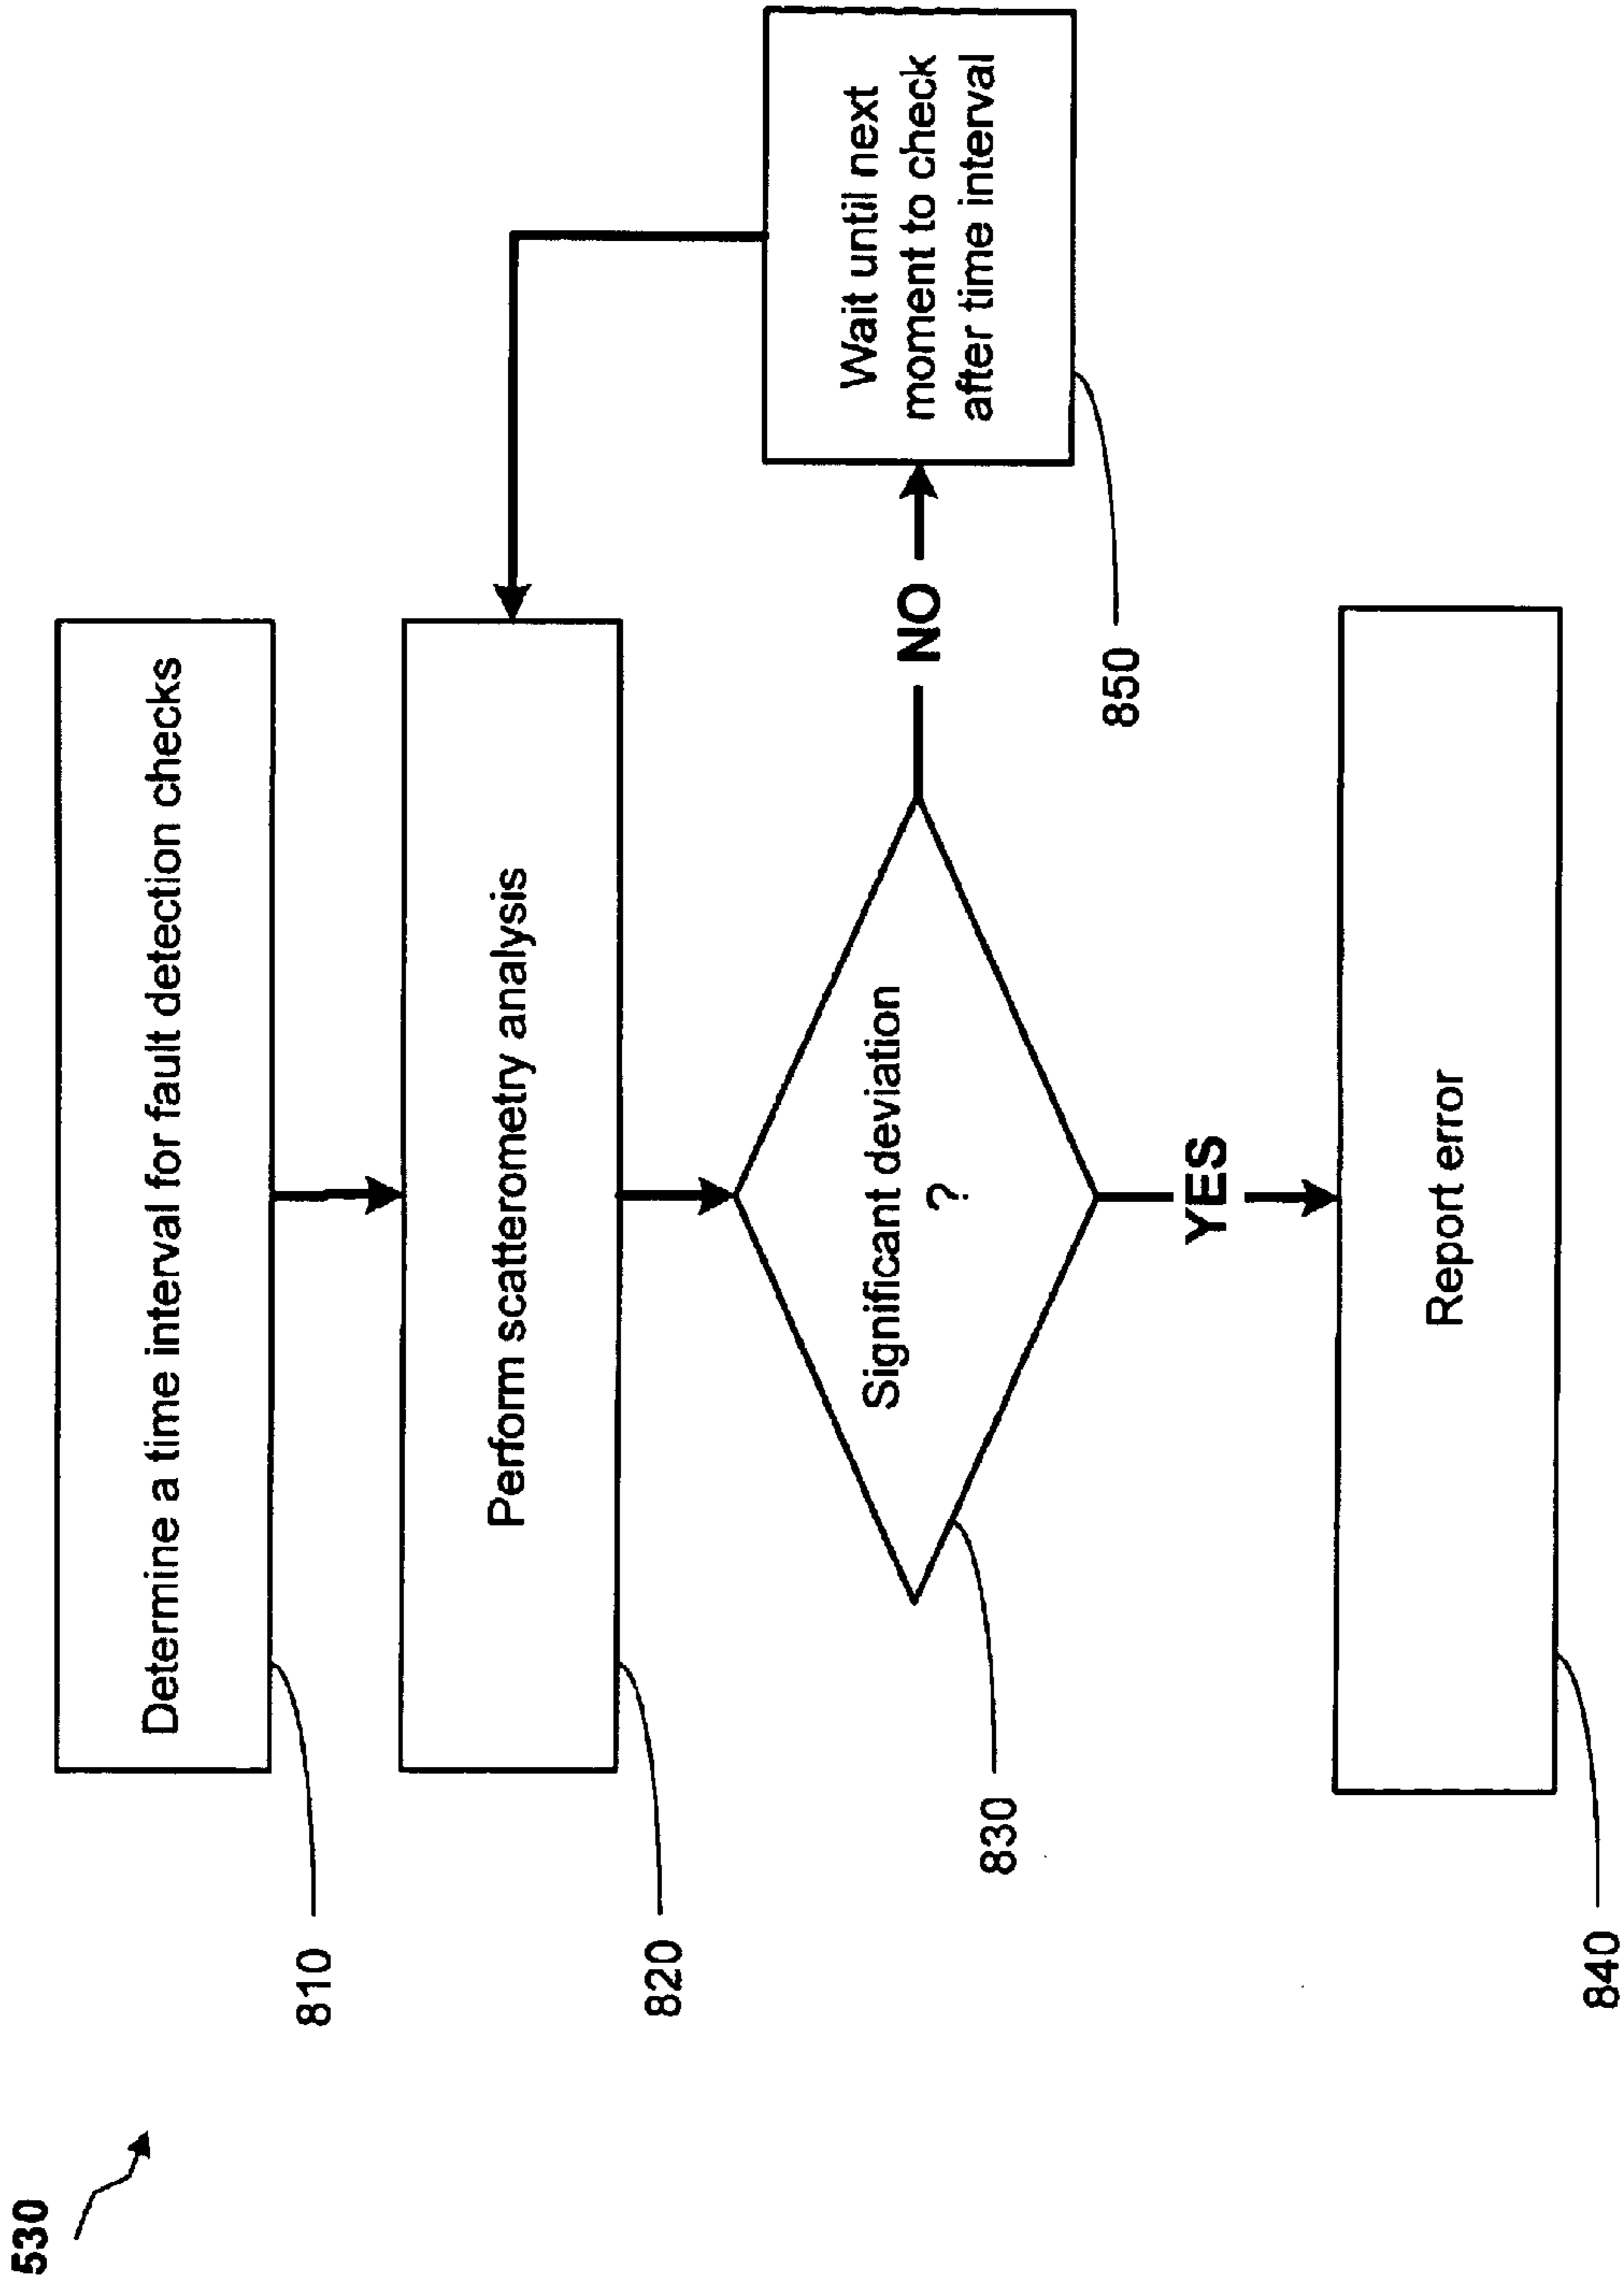 530
Determine a time interval for fault detection checks
810
Perform scatterometry analysis
820
Significant deviation
?
830
NO
Wait until next
moment to check
after time interval
850
YES
Report error
840